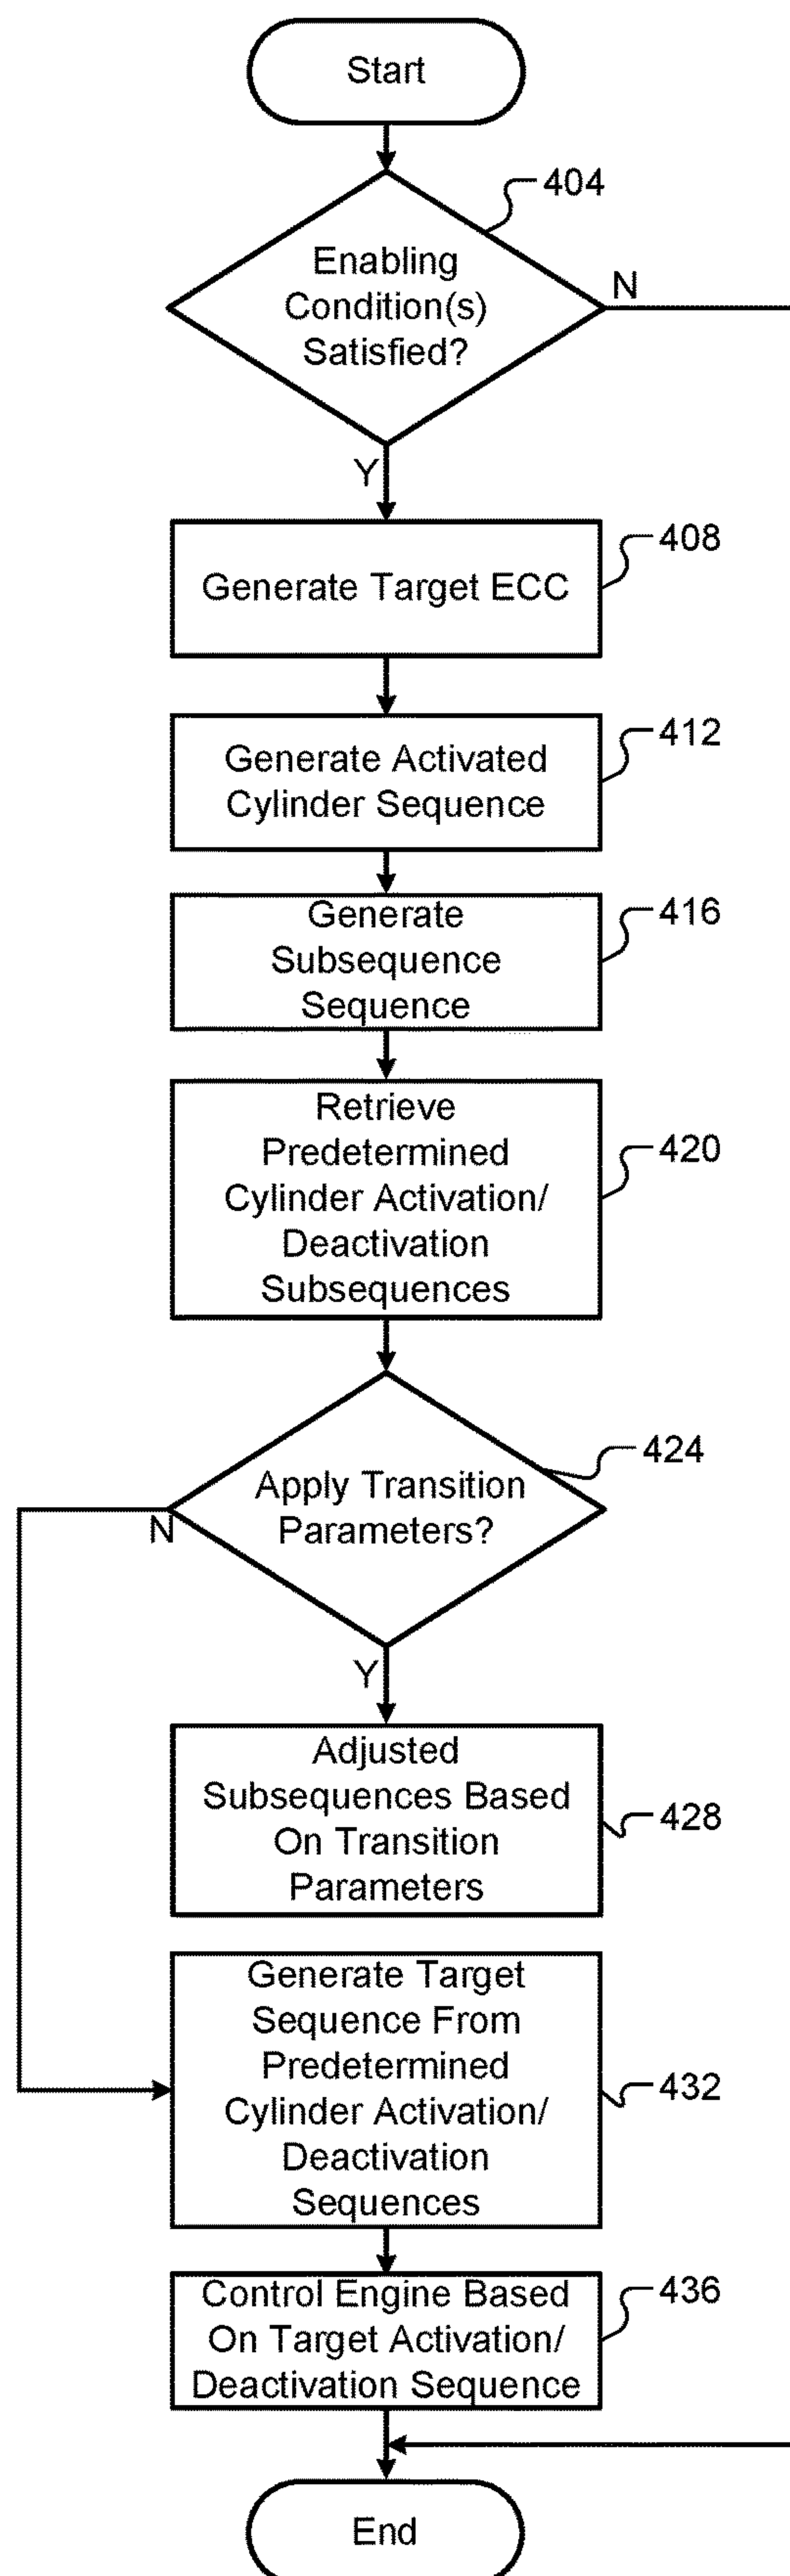 Start
404
Enabling
Condition(s)
Satisfied?
N
Y
408
Generate Target ECC
412
Generate Activated
Cylinder Sequence
416
Generate
Subsequence
Sequence
Retrieve
Predetermined
Cylinder Activation/
Deactivation
Subsequences
420
424
Apply Transition
Parameters?
N
Y
Adjusted
Subsequences Based
On Transition
Parameters
428
Generate Target
Sequence From
Predetermined
Cylinder Activation/
Deactivation
Sequences
432
Control Engine Based
On Target Activation/
Deactivation Sequence
436
End